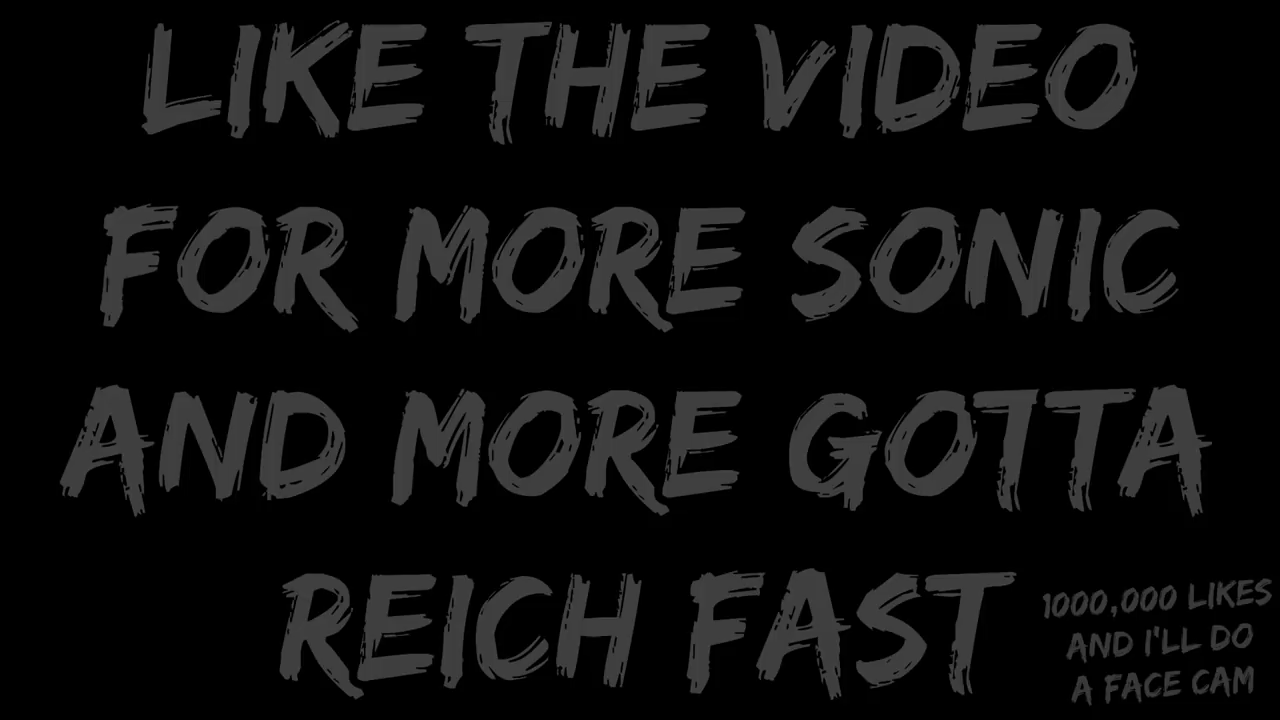 LIKE THE VIDEO
FOR MORE SONIC
AND MORE GOTTA
REICH FAST
1000,000 LIKES
AND I'LL DO
A FACE CAM